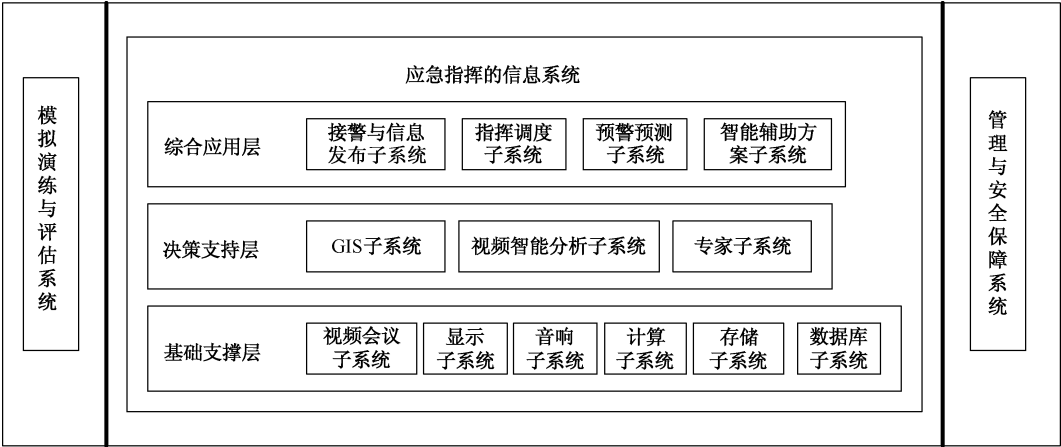 模拟演练与评估系统
应急指挥的信息系统
综合应用层
接警与信息
发布子系统
指挥调度
子系统
预警预测
子系统
智能辅助方
案子系统
决策支持层
GIS子系统
视频智能分析子系统
专家子系统
基础支撑层
视频会议
子系统
显示
子系统
音响
子系统
计算
子系统
存储
子系统
数据库
子系统
管理与安全保障系统